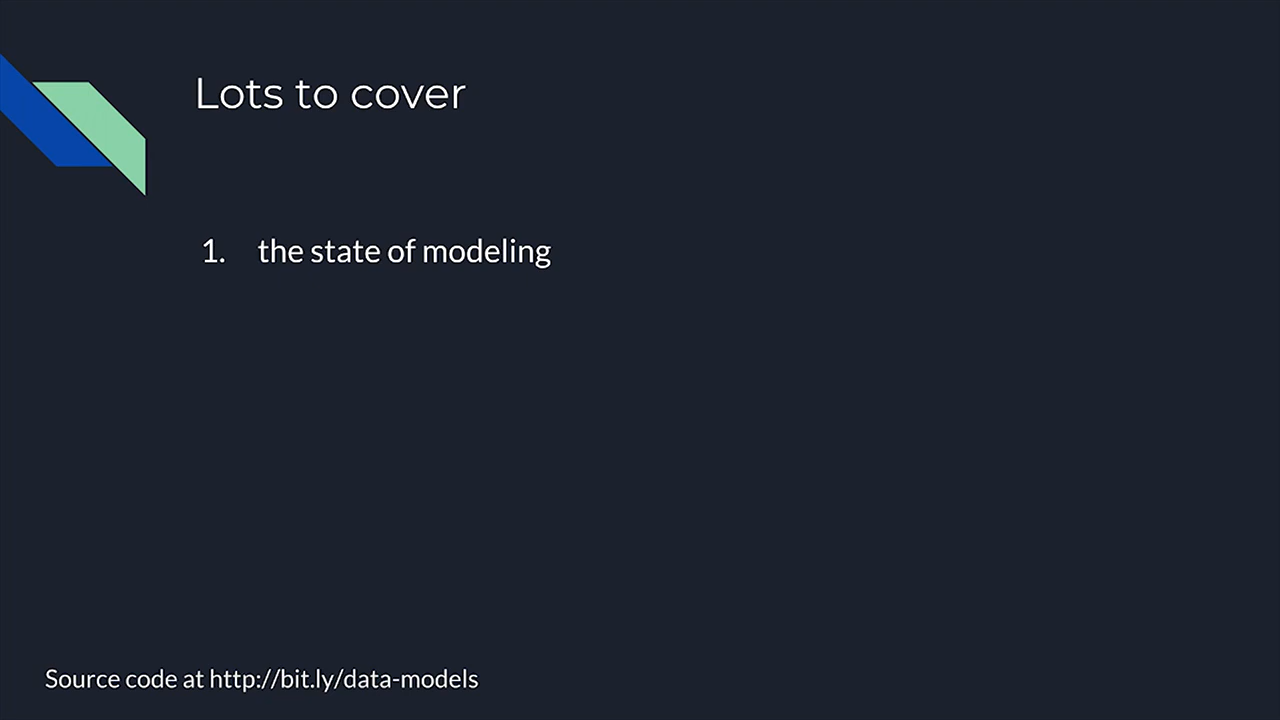 Lots to cover
1. the state of modeling
Source code at http://bit.ly/data-models